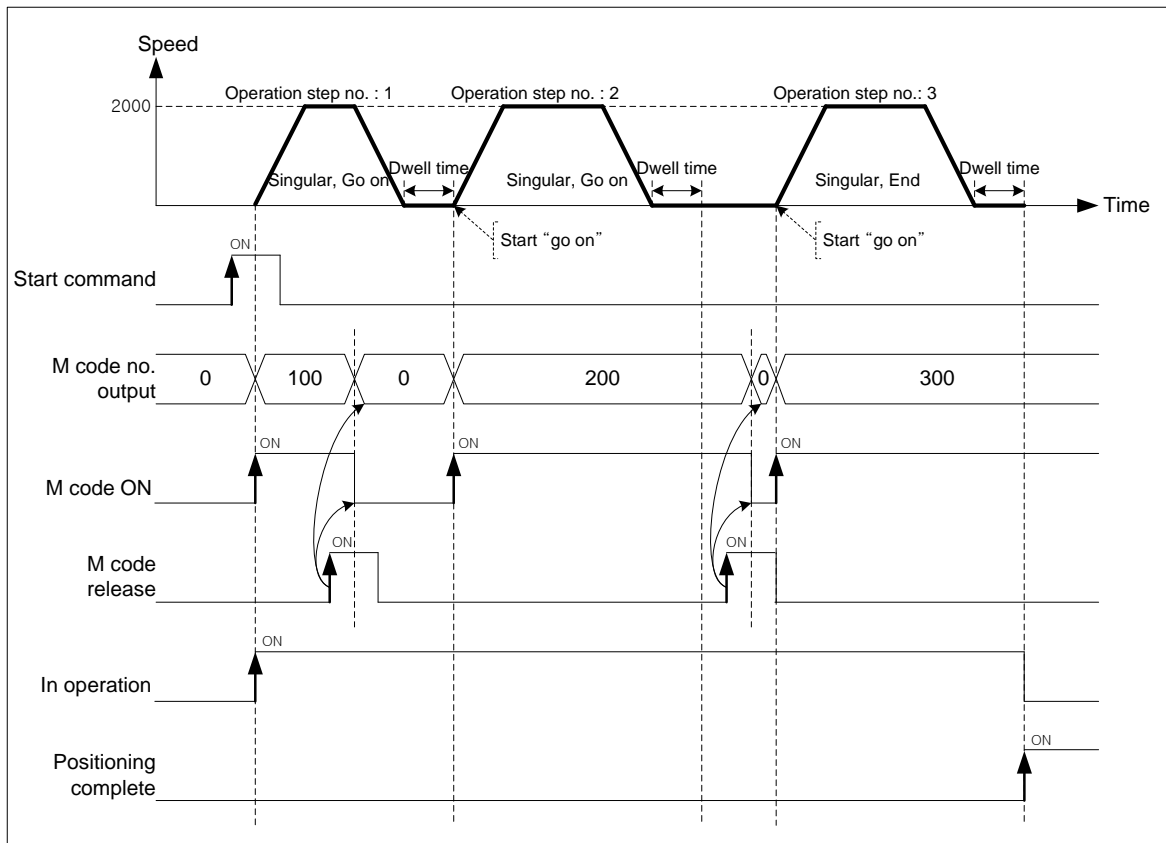 Speed
2000
Operation step no. : 1
Operation step no. : 2
Operation step no.: 3
Dwell time
Dwell time
Dwell time
Singular, Go on
Singular, Go on
Singular, End
Time
Start “go on”
Start “go on”
ON
Start command
M code no.
output
0
100
0
200
0
300
ON
ON
ON
M code ON
ON
ON
M code
release
ON
In operation
ON
Positioning
complete